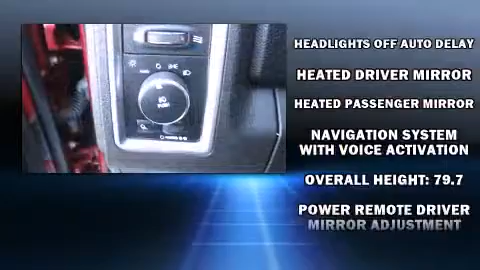 HEADLIGHTS OFF AUTO DELAY
HEATED DRIVER MIRROR
HEATED PASSENGER MIRROR
NAVIGATION SYSTEM
WITH VOICE ACTIVATION
OVERALL HEIGHT: 79.7
POWER REMOTE DRIVER
MIRROR ADJUSTMENT
PUSH